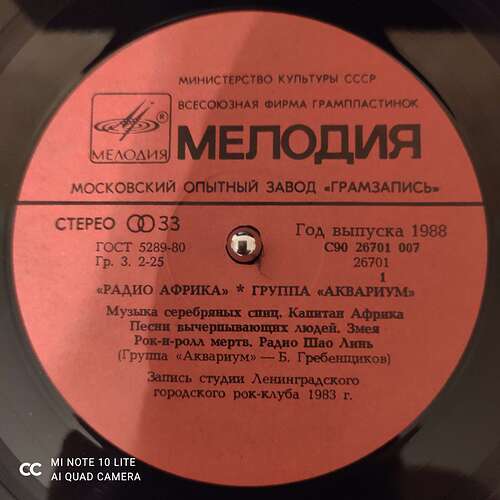 МИНИСТЕРСТВО КУЛЬТУРЫ СССР
ВСЕСОЮЗНАЯ ФИРМА ГРАМПЛАСТИНОК
®
МЕЛОДИЯ
МЕЛОДИЯ
МОСКОВСКИЙ ОПЫТНЫЙ ЗАВОД «ГРАМЗАПИСЬ»
СТЕРЕО 33
Год выпуска 1988
ГОСТ 5289-80
С90 26701 007
Гр. 3. 2-25
26701
1
«РАДИО АФРИКА» * ГРУППА «АКВАРИУМ»
Музыка серебряных спиц. Капитан Африка
Песни вычерпывающих людей. Змея
Рок-н-ролл мертв. Радио Шао Линь
(Группа «Аквариум» — Б. Гребенщиков)
Запись студии Ленинградского
городского рок-клуба 1983 г.
MI NOTE 10 LITE
AI QUAD CAMERA